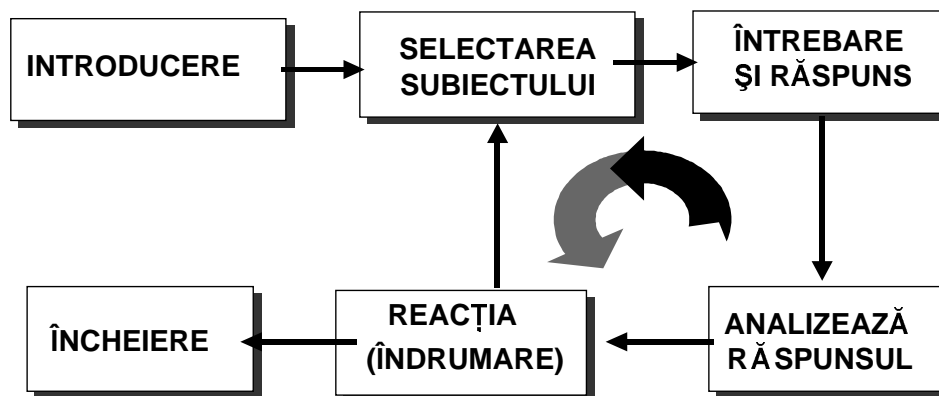 INTRODUCERE
SELECTAREA
SUBIECTULUI
ÎNTREBARE
ŞI RĂSPUNS
ÎNCHEIERE
REACȚIA
(ÎNDRUMARE)
ANALIZEAZĂ
RĂSPUNSUL